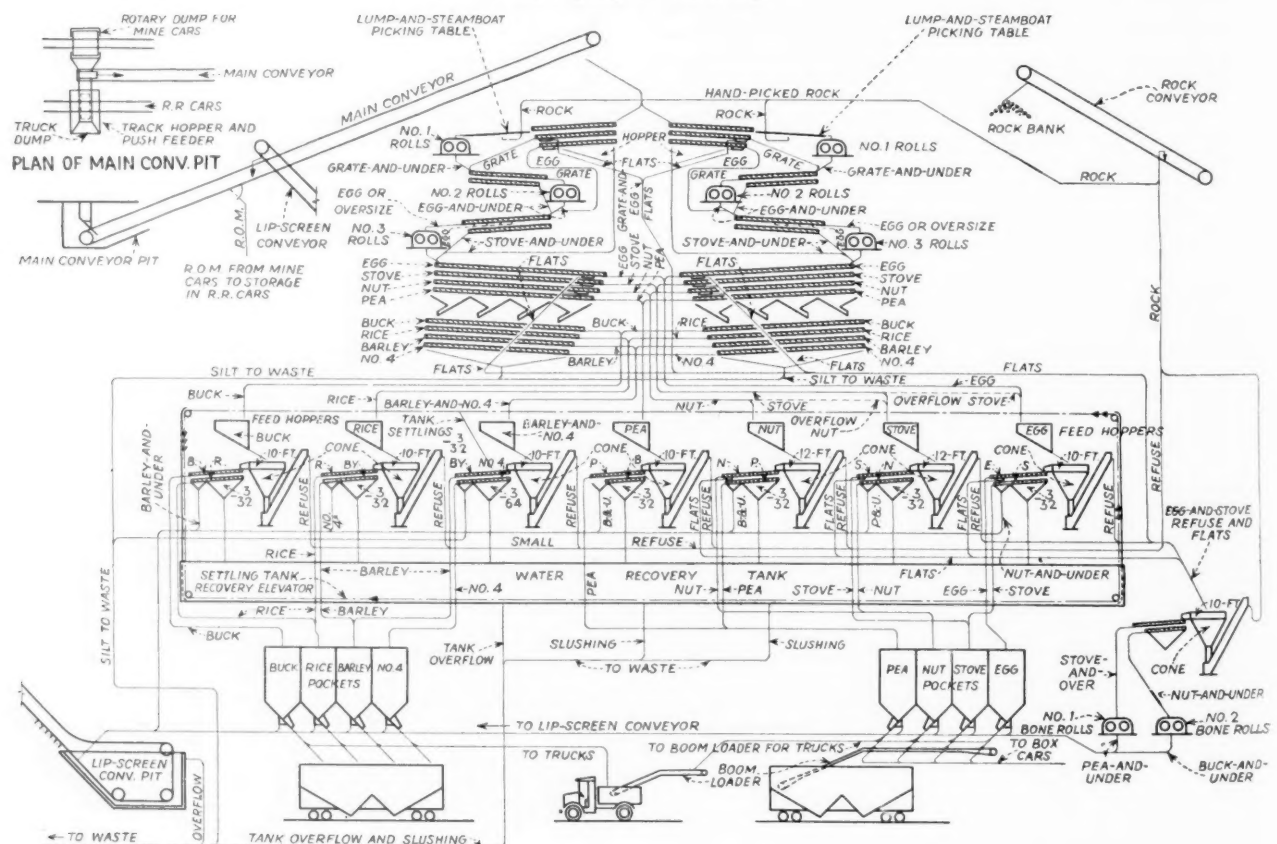 ROTARY DUMP FOR
MINE CARS
MAIN CONVEYOR
R.R CARS
TRUCK
DUMP
TRACK HOPPER AND
PUSH FEEDER
PLAN OF MAIN CONV. PIT
LUMP-AND-STEAMBOAT
PICKING TABLE
LUMP-AND-STEAMBOAT
PICKING TABLE
MAIN CONVEYOR
HAND-PICKED ROCK
ROCK
ROCK
ROCK BANK
ROCK
CONVEYOR
ROCK
NO. 1
ROLLS
HOPPER
NO. 1 ROLLS
GRATE
EGG
FLATS
EGG
GRATE
GRATE-AND-UNDER
GRATE
GRATE
GRATE-AND-UNDER
NO. 2 ROLLS
NO. 2 ROLLS
EGG OR
OVERSIZE
EGG-AND-UNDER
EGG-AND-UNDER
EGG OR OVERSIZE
NO. 3
ROLLS
EGG
EGG
NO. 3 ROLLS
GRATE-AND
EGG
FLATS
STOVE-AND-UNDER
STOVE-AND-UNDER
R.O.M.
LIP-SCREEN
CONVEYOR
MAIN CONVEYOR PIT
R.O.M. FROM MINE
CARS TO STORAGE
IN R.R. CARS
FLATS
EGG
STOVE
NUT
PEA
FLATS
EGG
STOVE
NUT
PEA
EGG
STOVE
NUT
PEA
BUCK
RICE
BARLEY
NO. 4
BUCK
RICE
BARLEY
NO. 4
BUCK
RICE
BARLEY
NO. 4
FLATS
FLATS
ROCK
SILT TO WASTE
SILT TO WASTE
FLATS
BUCK
RICE
BARLEY-AND-NO. 4
NUT
STOVE
EGG
OVERFLOW STOVE
OVERFLOW
NUT
TANK
SETTLINGS
FEED HOPPERS
BUCK
RICE
BARLEY-AND-
NO. 4
PEA
NUT
STOVE
EGG
FEED HOPPERS
CONE
CONE
CONE
CONE
10-FT.
10-FT.
10-FT.
10-FT.
12-FT.
12-FT.
10-FT.
B. R.
R. BY.
BY NO. 4
P. B.
N. P.
S. N.
E. S.
-3/32
-3/32
-3/32
-3/64
-3/32
-3/32
-3/32
-3/32
BARLEY-AND-
UNDER
REFUSE
NO. 4
REFUSE
REFUSE
B.&U.
REFUSE
FLATS
REFUSE
B.&U.
FLATS
REFUSE
P.&U.
FLATS
REFUSE
REFUSE
REFUSE
SMALL REFUSE
EGG-AND-STOVE
REFUSE AND
FLATS
RICE
BARLEY
FLATS
NUT-AND-UNDER
SETTLING TANK
RECOVERY ELEVATOR
WATER RECOVERY TANK
NO. 4
PEA
NUT
PEA
STOVE
NUT
EGG
STOVE
RICE
BARLEY
BUCK
SILT TO WASTE
TANK
OVERFLOW
SLUSHING
SLUSHING
TO WASTE
10-FT.
CONE
STOVE-
AND-
OVER
NUT-AND-UNDER
BUCK
RICE
BARLEY
NO. 4
POCKETS
PEA
NUT
STOVE
EGG
POCKETS
TO LIP-SCREEN CONVEYOR
NO. 1
BONE ROLLS
NO. 2
BONE ROLLS
TO TRUCKS
TO BOOM LOADER FOR TRUCKS
TO BOX
CARS
PEA-AND-
UNDER
BUCK-AND-
UNDER
BOOM
LOADER
LIP-SCREEN
CONV. PIT
OVERFLOW
TO WASTE
TANK OVERFLOW AND SLUSHING